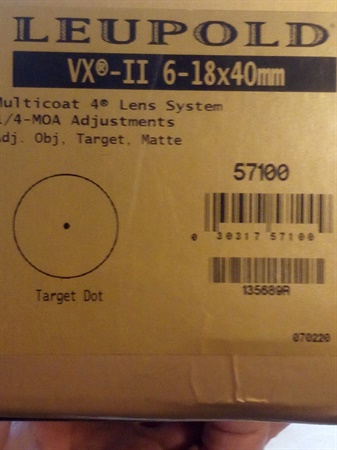 LEUPOLD®
VX®-II 6-18x40mm
Multicoat 4® Lens System
1/4-MOA Adjustments
Adj. Obj, Target, Matte
57100
0 30317 57100
135689A
Target Dot
070220